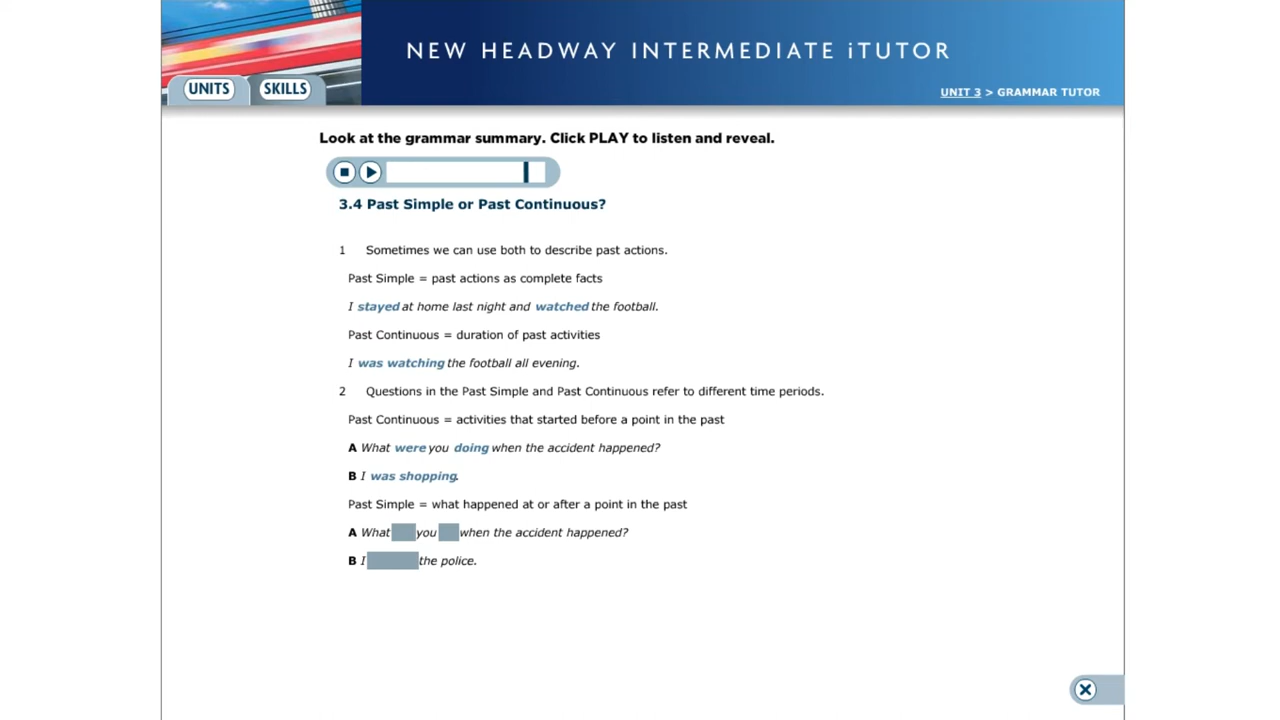 NEW HEADWAY INTERMEDIATE iTUTOR
UNITS SKILLS
UNIT 3 > GRAMMAR TUTOR
Look at the grammar summary. Click PLAY to listen and reveal.
3.4 Past Simple or Past Continuous?
1 Sometimes we can use both to describe past actions.
Past Simple = past actions as complete facts
I stayed at home last night and watched the football.
Past Continuous = duration of past activities
I was watching the football all evening.
2 Questions in the Past Simple and Past Continuous refer to different time periods.
Past Continuous = activities that started before a point in the past
A What were you doing when the accident happened?
B I was shopping.
Past Simple = what happened at or after a point in the past
A What you when the accident happened?
B I the police.